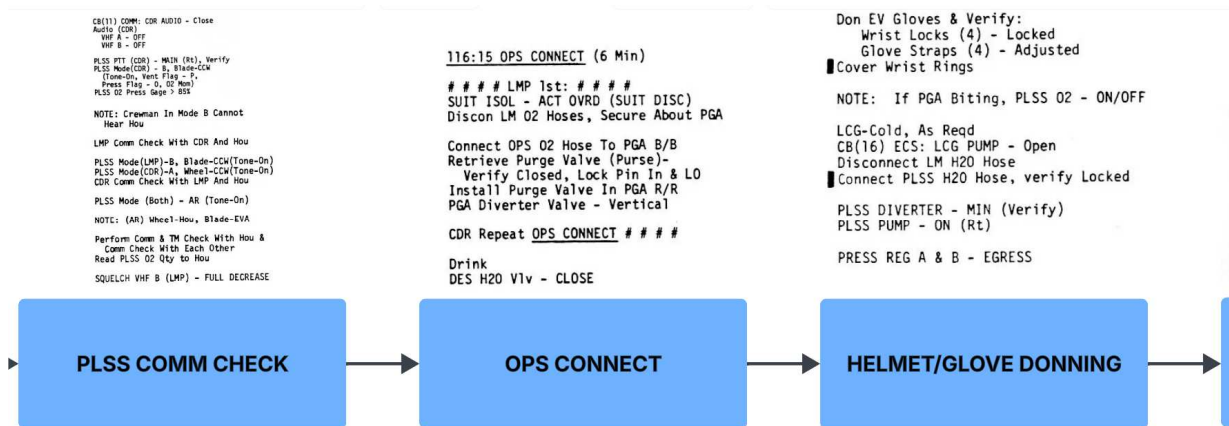 CB(11) COMM: CDR AUDIO - Close
Audio (CDR)
VHF A - OFF
VHF B - OFF
PLSS PTT (CDR) - MAIN (Rt), Verify
PLSS Mode(CDR) - B, Blade-CCW
(Tone-On, Vent Flag - P,
Press Flag - O, O2 Mom)
PLSS O2 Press Gage > 85%
NOTE: Crewman In Mode B Cannot
Hear Hou
LMP Comm Check With CDR And Hou
PLSS Mode(LMP)-B, Blade-CCW(Tone-On)
PLSS Mode(CDR)-A, Wheel-CCW(Tone-On)
CDR Comm Check With LMP And Hou
PLSS Mode (Both) - AR (Tone-On)
NOTE: (AR) Wheel-Hou, Blade-EVA
Perform Comm & TM Check With Hou &
Comm Check With Each Other
Read PLSS O2 Qty to Hou
SQUELCH VHF B (LMP) - FULL DECREASE
PLSS COMM CHECK
116:15 OPS CONNECT (6 Min)
# # # # LMP 1st: # # # #
SUIT ISOL - ACT OVRD (SUIT DISC)
Discon LM O2 Hoses, Secure About PGA
Connect OPS O2 Hose To PGA B/B
Retrieve Purge Valve (Purse)-
Verify Closed, Lock Pin In & LO
Install Purge Valve In PGA R/R
PGA Diverter Valve - Vertical
CDR Repeat OPS CONNECT # # # #
Drink
DES H2O Vlv - CLOSE
OPS CONNECT
Don EV Gloves & Verify:
Wrist Locks (4) - Locked
Glove Straps (4) - Adjusted
Cover Wrist Rings
NOTE: If PGA Biting, PLSS O2 - ON/OFF
LCG-Cold, As Reqd
CB(16) ECS: LCG PUMP - Open
Disconnect LM H2O Hose
Connect PLSS H2O Hose, verify Locked
PLSS DIVERTER - MIN (Verify)
PLSS PUMP - ON (Rt)
PRESS REG A & B - EGRESS
HELMET/GLOVE DONNING